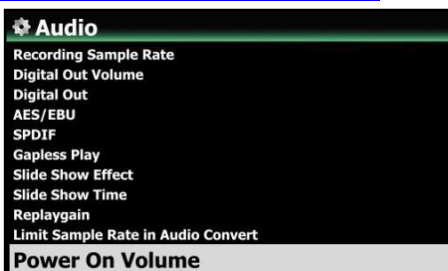 Audio
Recording Sample Rate
Digital Out Volume
Digital Out
AES/EBU
SPDIF
Gapless Play
Slide Show Effect
Slide Show Time
Replaygain
Limit Sample Rate in Audio Convert
Power On Volume